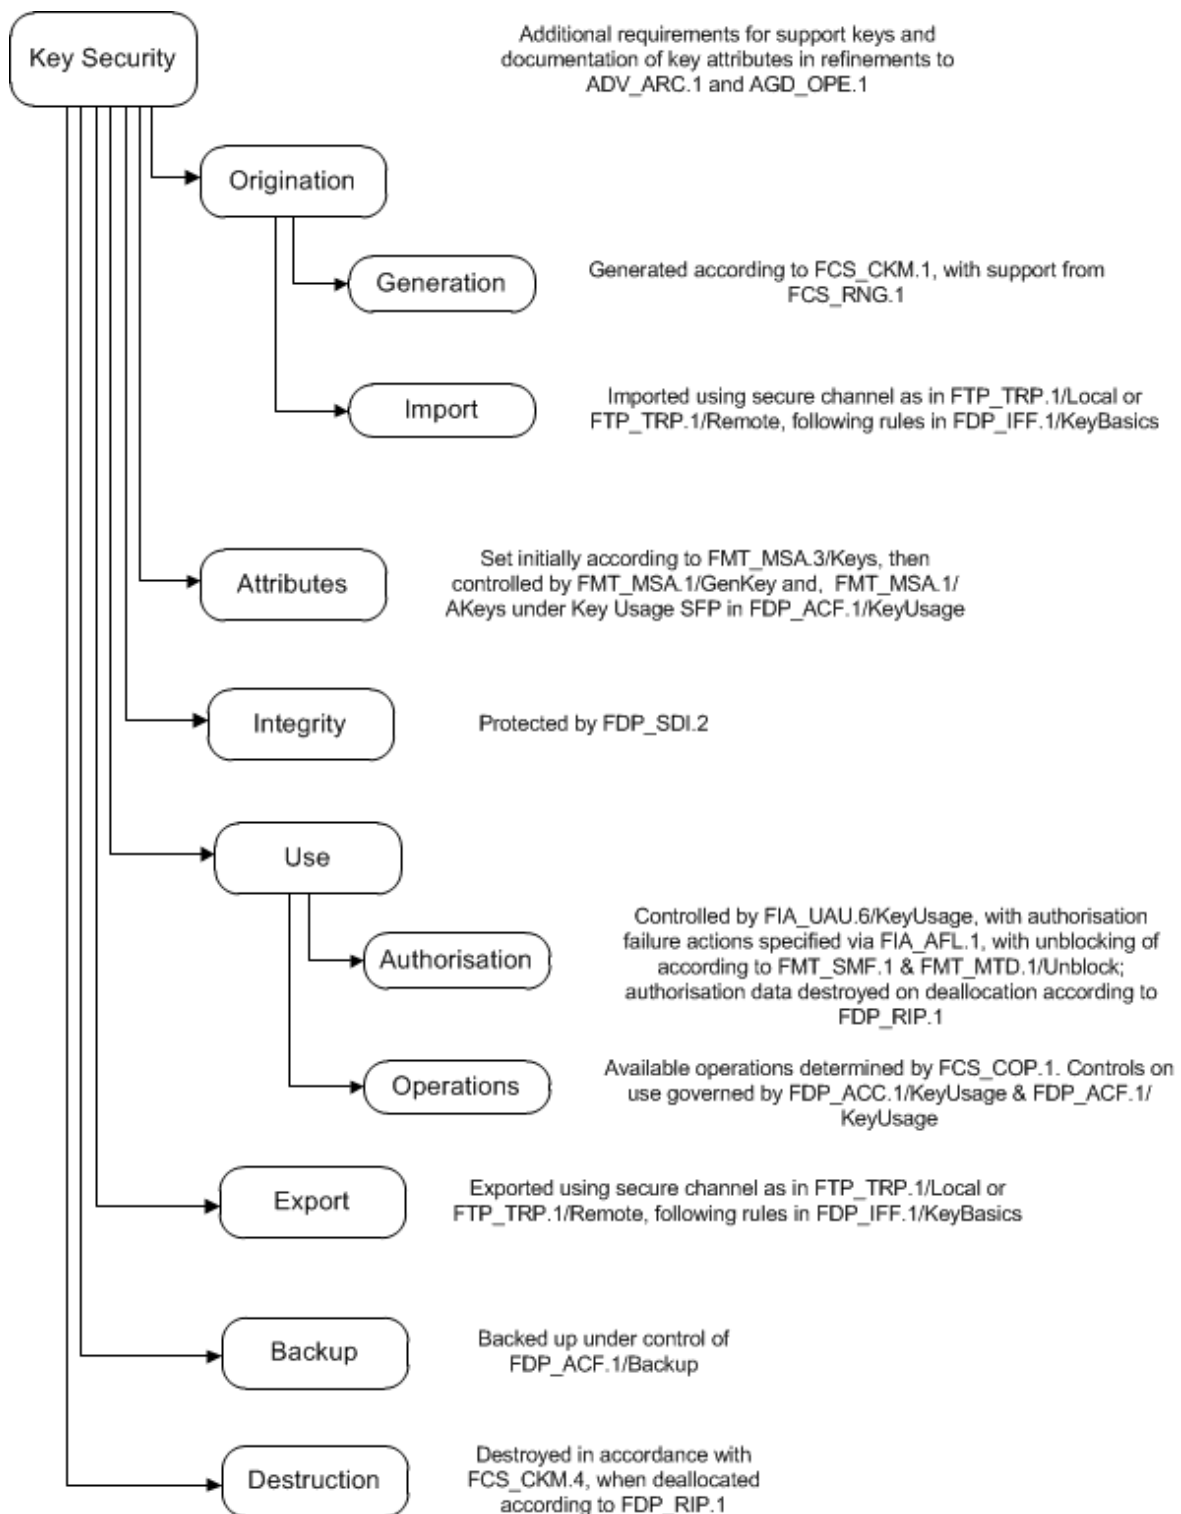 Key Security
Additional requirements for support keys and
documentation of key attributes in refinements to
ADV_ARC.1 and AGD_OPE.1
Origination
Generation
Generated according to FCS_CKM.1, with support from
FCS_RNG.1
Import
Imported using secure channel as in FTP_TRP.1/Local or
FTP_TRP.1/Remote, following rules in FDP_IFF.1/KeyBasics
Attributes
Set initially according to FMT_MSA.3/Keys, then
controlled by FMT_MSA.1/GenKey and,  FMT_MSA.1/
AKeys under Key Usage SFP in FDP_ACF.1/KeyUsage
Integrity
Protected by FDP_SDI.2
Use
Authorisation
Controlled by FIA_UAU.6/KeyUsage, with authorisation
failure actions specified via FIA_AFL.1, with unblocking of
according to FMT_SMF.1 & FMT_MTD.1/Unblock;
authorisation data destroyed on deallocation according to
FDP_RIP.1
Operations
Available operations determined by FCS_COP.1. Controls on
use governed by FDP_ACC.1/KeyUsage & FDP_ACF.1/
KeyUsage
Export
Exported using secure channel as in FTP_TRP.1/Local or
FTP_TRP.1/Remote, following rules in FDP_IFF.1/KeyBasics
Backup
Backed up under control of
FDP_ACF.1/Backup
Destruction
Destroyed in accordance with
FCS_CKM.4, when deallocated
according to FDP_RIP.1